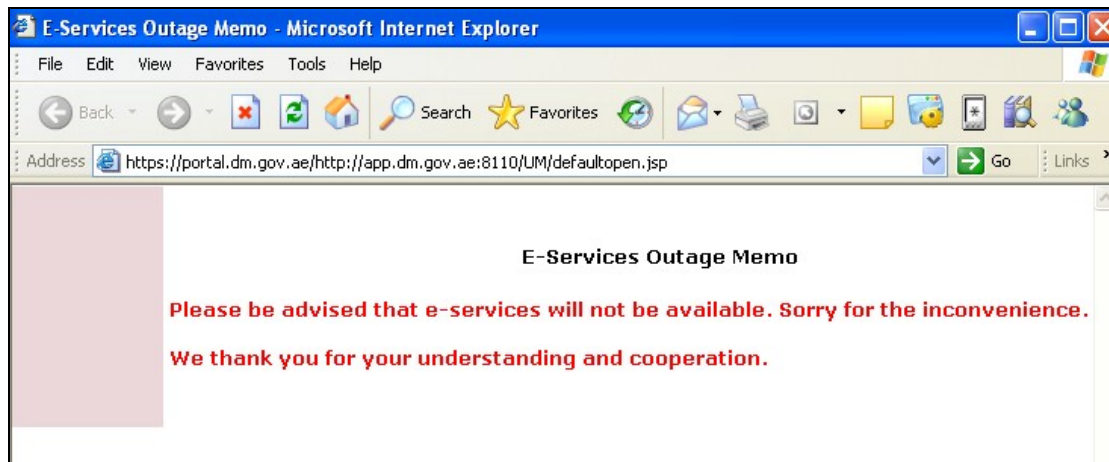 E-Services Outage Memo - Microsoft Internet Explorer
File Edit View Favorites Tools Help
Back Search Favorites
Address https://portal.dm.gov.ae/http://app.dm.gov.ae:8110/UM/defaultopen.jsp Go Links
E-Services Outage Memo
Please be advised that e-services will not be available. Sorry for the inconvenience.
We thank you for your understanding and cooperation.